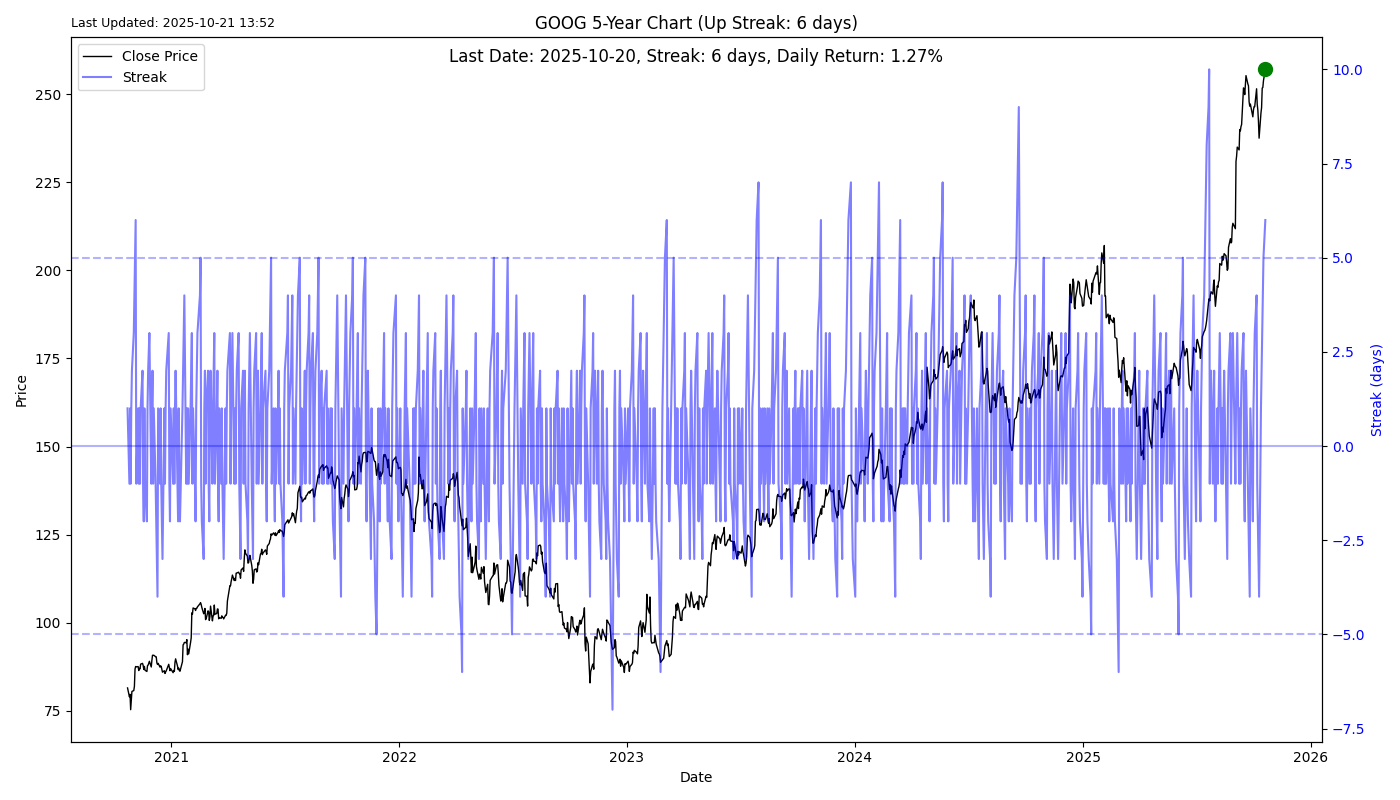 Last Updated: 2025-10-21 13:52
GOOG 5-Year Chart (Up Streak: 6 days)
Last Date: 2025-10-20, Streak: 6 days, Daily Return: 1.27%
Close Price
Streak
Price
250
225
200
175
150
125
100
75
10.0
7.5
5.0
2.5
0.0
−2.5
−5.0
−7.5
Streak (days)
2021
2022
2023
2024
2025
2026
Date